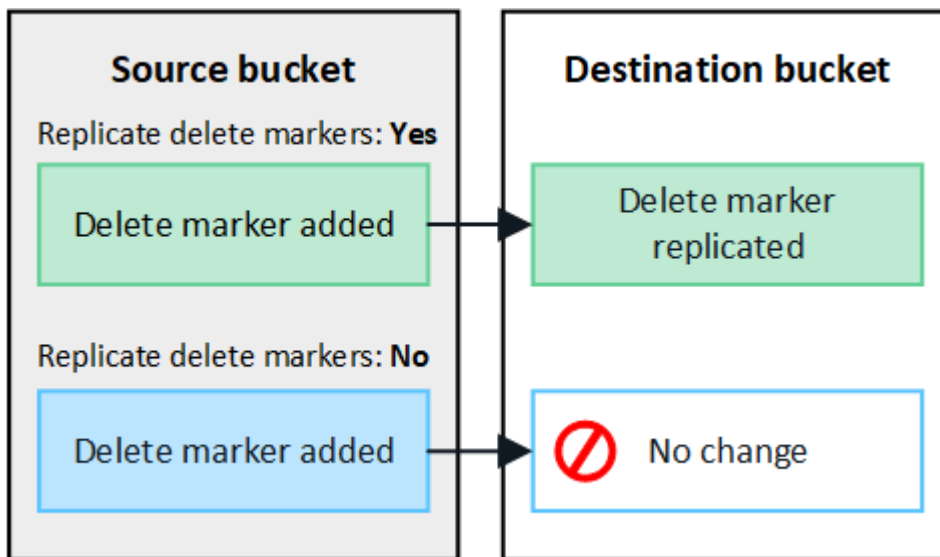 Source bucket
Replicate delete markers: Yes
Delete marker added
Replicate delete markers: No
Delete marker added
Destination bucket
Delete marker
replicated
No change